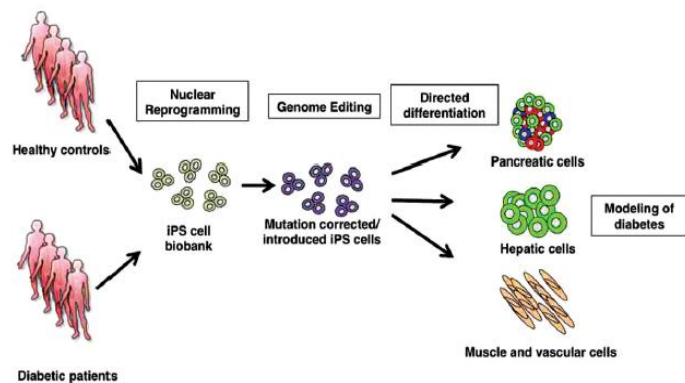 Healthy controls
Diabetic patients
Nuclear
Reprogramming
iPS cell
biobank
Genome Editing
Mutation corrected/
introduced iPS cells
Directed
differentiation
Pancreatic cells
Hepatic cells
Muscle and vascular cells
Modeling of
diabetes